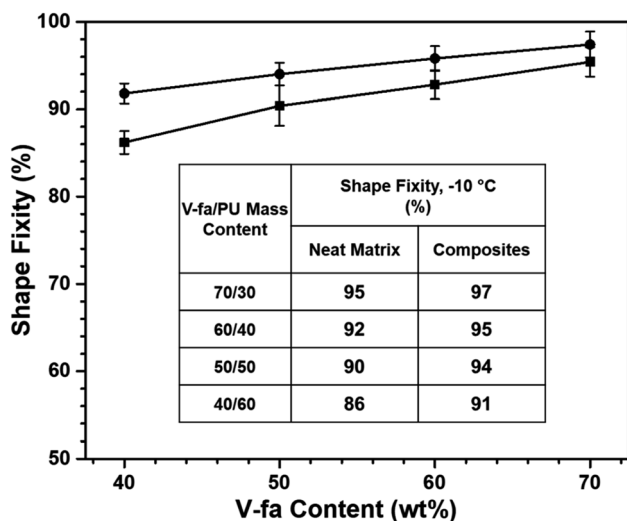 100
90
80
70
60
50
Shape Fixity (%)
V-fa/PU Mass
Content
Shape Fixity, -10 °C
(%)
Neat Matrix Composites
70/30 95 97
60/40 92 95
50/50 90 94
40/60 86 91
40 50 60 70
V-fa Content (wt%)